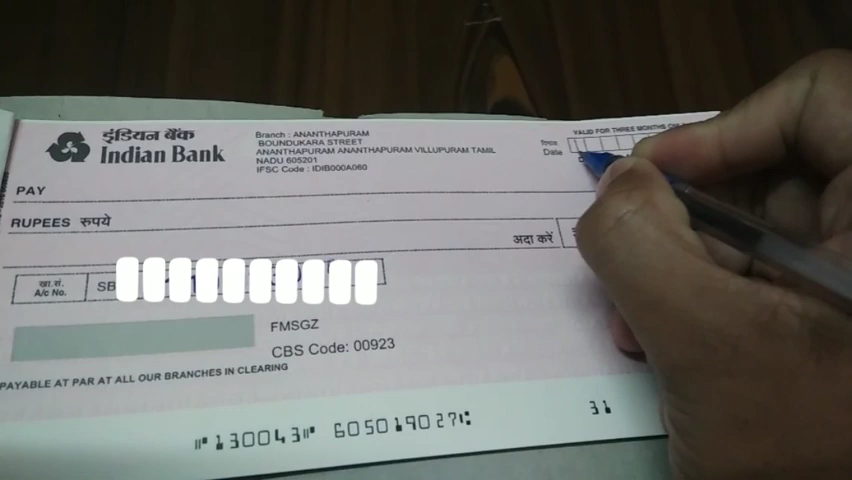 इंडियन बैंक
Indian Bank
Branch : ANANTHAPURAM
BOUNDUKARA STREET
ANANTHAPURAM ANANTHAPURAM VILLUPURAM TAMIL
NADU 605201
IFSC Code : IDIB000A060
VALID FOR THREE MONTHS
दिनांक
Date
PAY
RUPEES रुपये
अदा करें
खा.सं.
A/c No.
SB
FMSGZ
CBS Code: 00923
PAYABLE AT PAR AT ALL OUR BRANCHES IN CLEARING
⑈130043⑈ 605019027⑆ 31